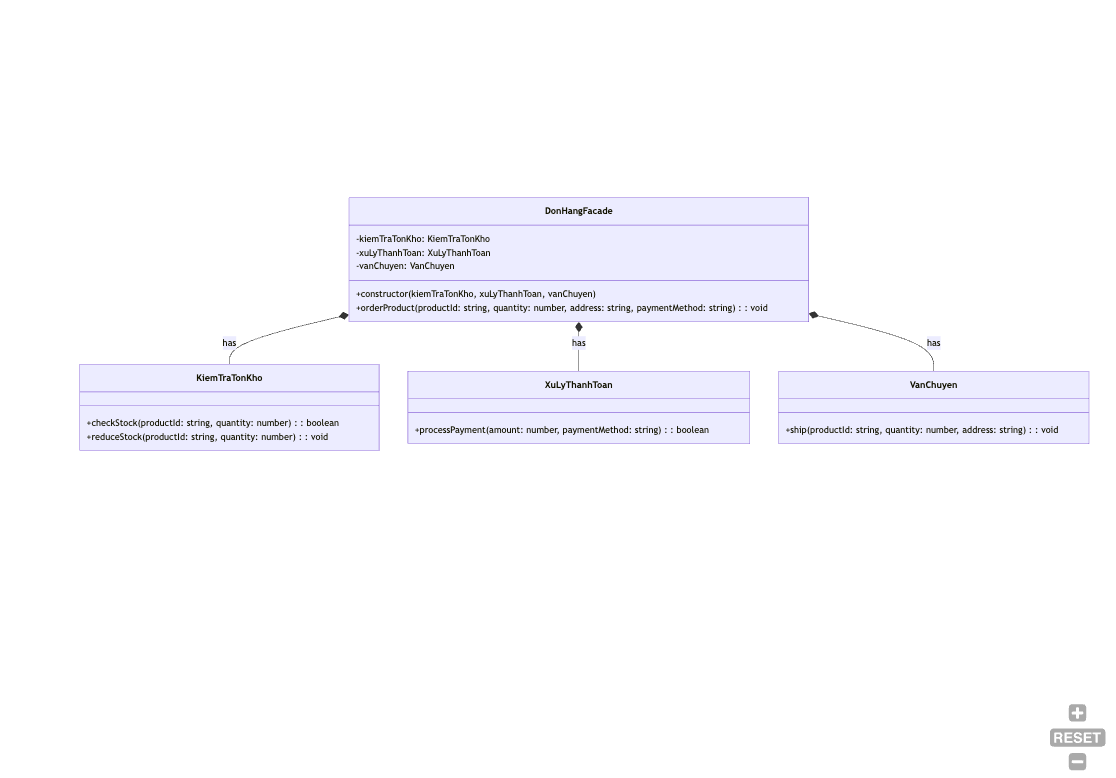 DonHangFacade
-kiemTraTonKho: KiemTraTonKho
-xuLyThanhToan: XuLyThanhToan
-vanChuyen: VanChuyen
+constructor(kiemTraTonKho, xuLyThanhToan, vanChuyen)
+orderProduct(productId: string, quantity: number, address: string, paymentMethod: string) : : void
has
has
has
KiemTraTonKho
+checkStock(productId: string, quantity: number) : : boolean
+reduceStock(productId: string, quantity: number) : : void
XuLyThanhToan
+processPayment(amount: number, paymentMethod: string) : : boolean
VanChuyen
+ship(productId: string, quantity: number, address: string) : : void
RESET